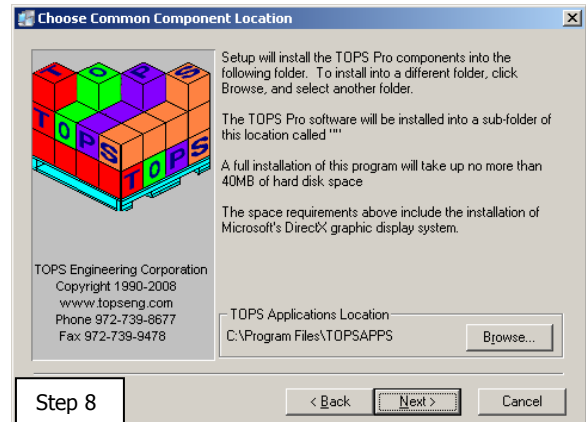 Choose Common Component Location
Setup will install the TOPS Pro components into the
following folder. To install into a different folder, click
Browse, and select another folder.
The TOPS Pro software will be installed into a sub-folder of
this location called ""
A full installation of this program will take up no more than
40MB of hard disk space
The space requirements above include the installation of
Microsoft's DirectX graphic display system.
T O P S
T O P S
T O P S
TOPS Engineering Corporation
Copyright 1990-2008
www.topseng.com
Phone 972-739-8677
Fax 972-739-9478
TOPS Applications Location
C:\Program Files\TOPSAPPS
Browse...
Step 8
< Back
Next >
Cancel